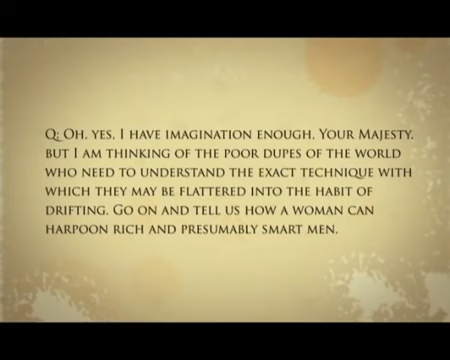 Q: Oh, yes, I have imagination enough, Your Majesty,
but I am thinking of the poor dupes of the world
who need to understand the exact technique with
which they may be flattered into the habit of
drifting. Go on and tell us how a woman can
harpoon rich and presumably smart men.